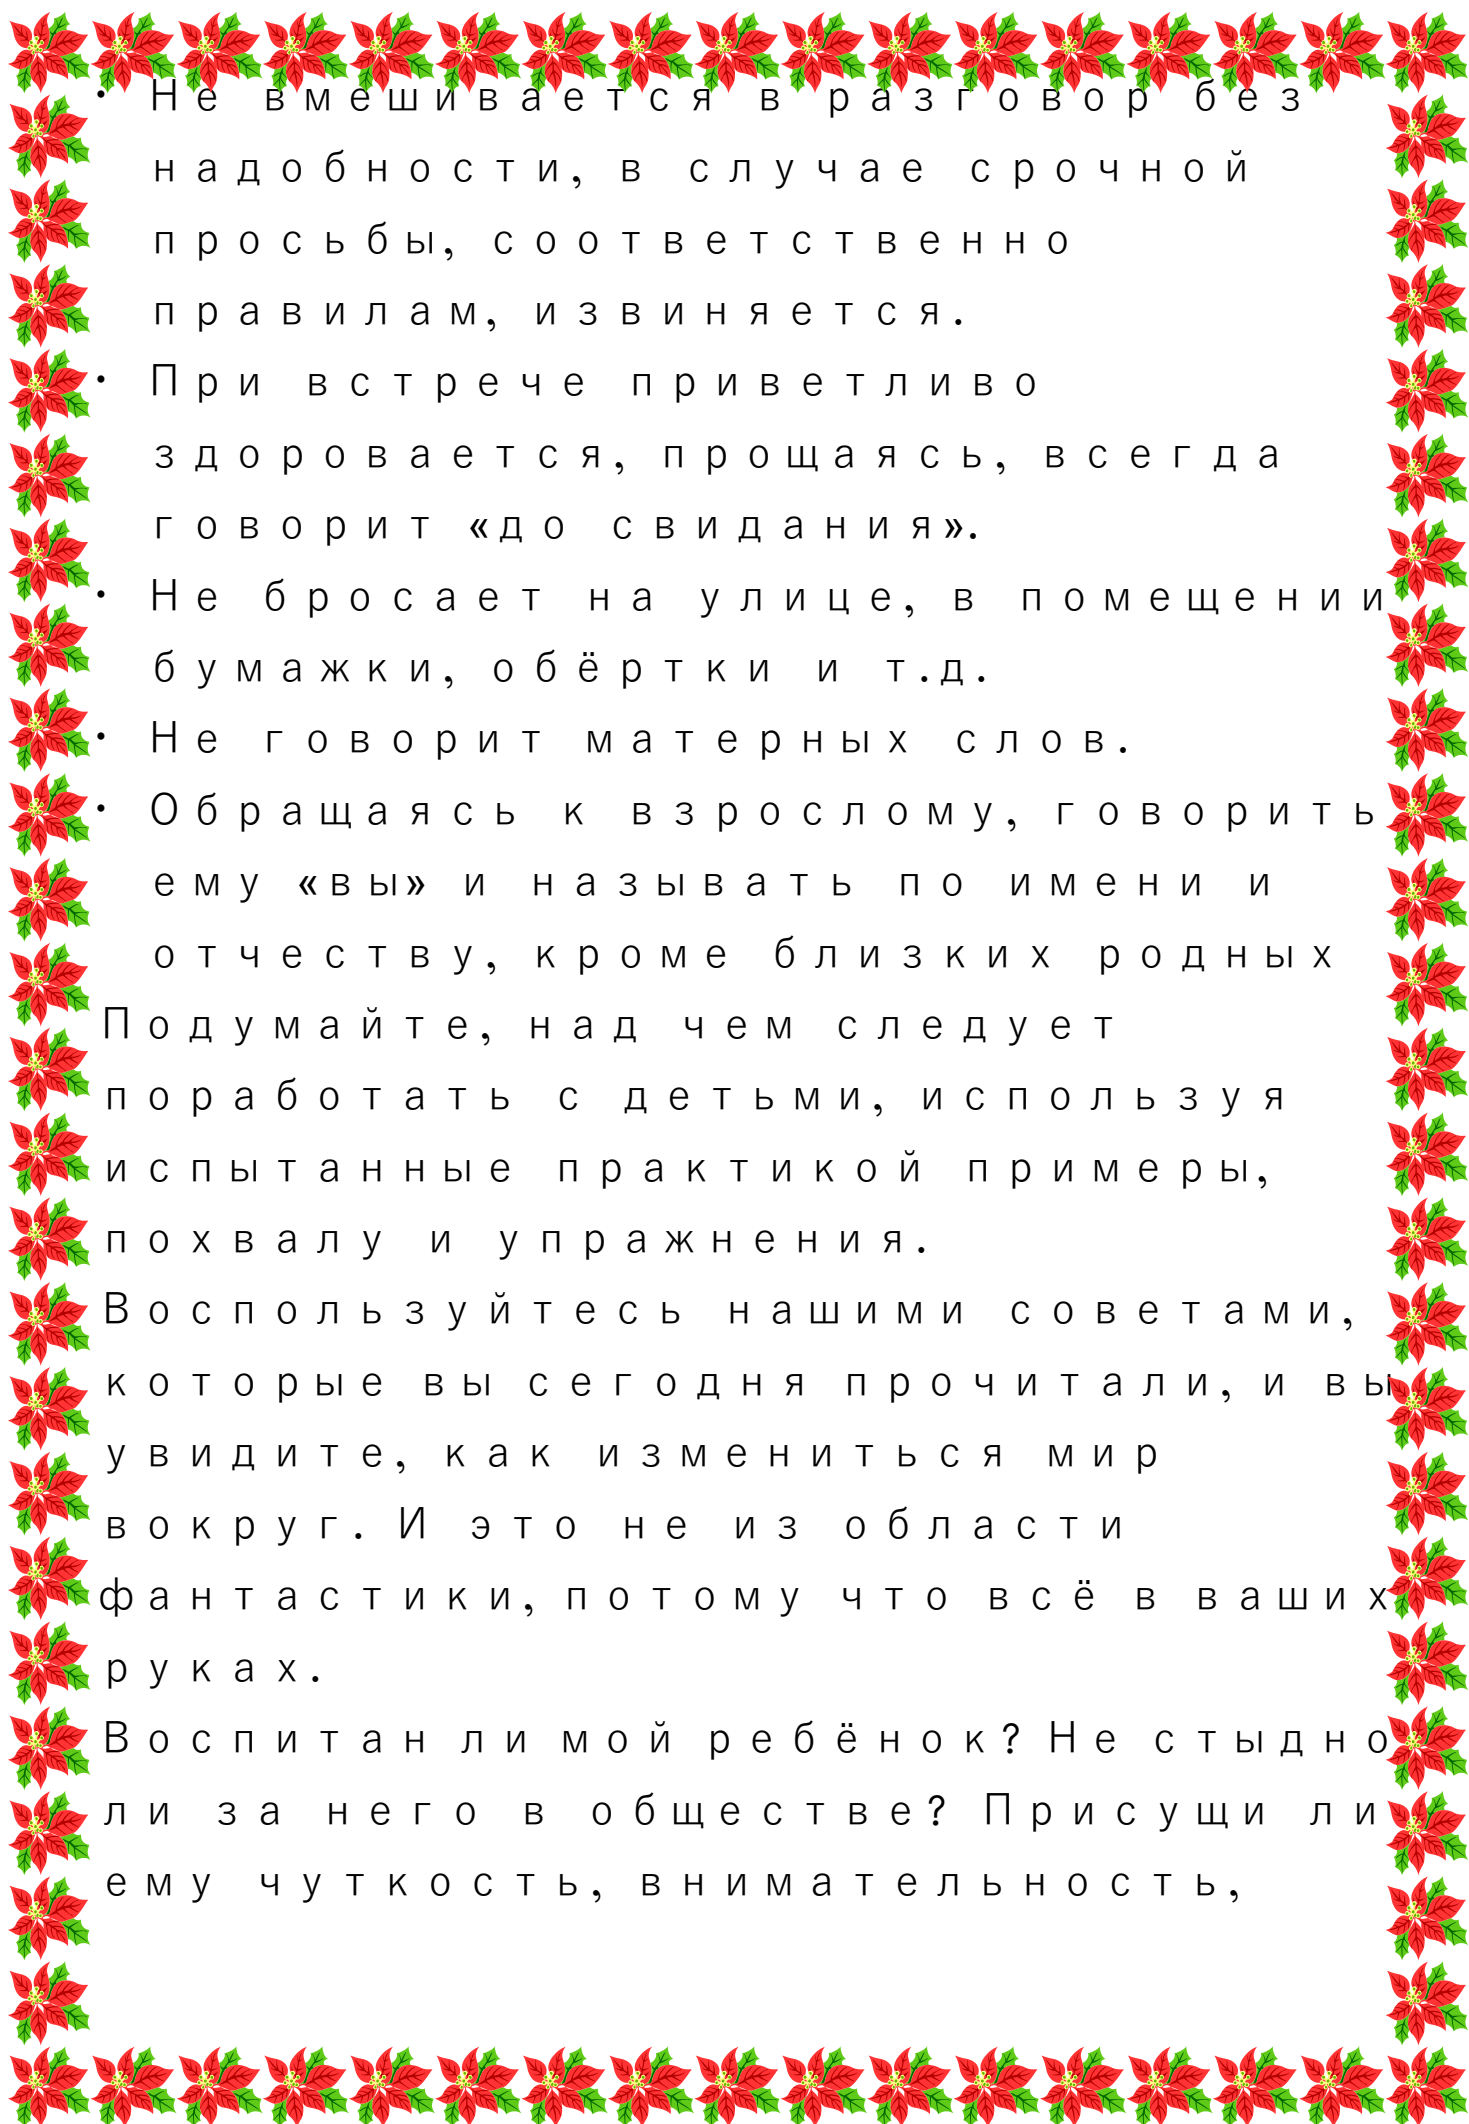 · Не вмешивается в разговор без
надобности, в случае срочной
просьбы, соответственно
правилам, извиняется.
· При встрече приветливо
здоровается, прощаясь, всегда
говорит «до свидания».
· Не бросает на улице, в помещении
бумажки, обёртки и т.д.
· Не говорит матерных слов.
· Обращаясь к взрослому, говорить
ему «вы» и называть по имени и
отчеству, кроме близких родных
Подумайте, над чем следует
поработать с детьми, используя
испытанные практикой примеры,
похвалу и упражнения.
Воспользуйтесь нашими советами,
которые вы сегодня прочитали, и вы
увидите, как измениться мир
вокруг. И это не из области
фантастики, потому что всё в ваших
руках.
Воспитан ли мой ребёнок? Не стыдно
ли за него в обществе? Присущи ли
ему чуткость, внимательность,